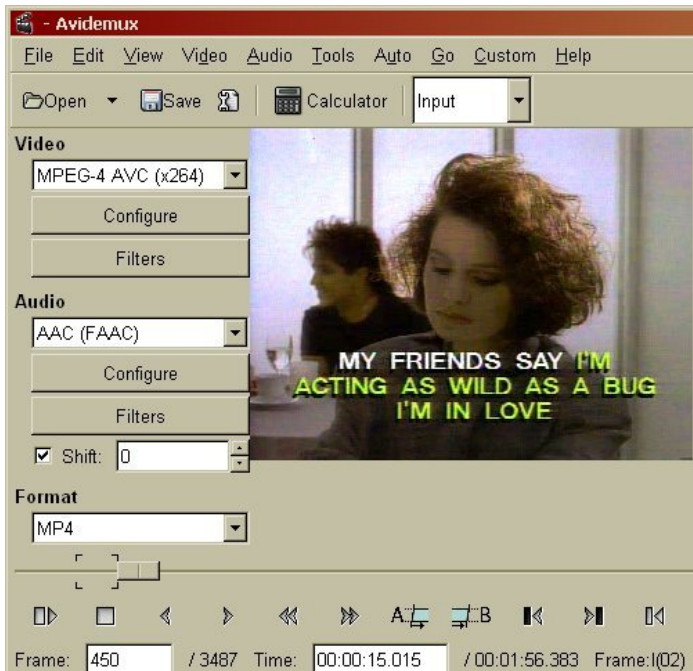 - Avidemux
File Edit View Video Audio Tools Auto Go Custom Help
Open Save Calculator Input
Video
MPEG-4 AVC (x264)
Configure
Filters
Audio
AAC (FAAC)
Configure
Filters
Shift: 0
Format
MP4
MY FRIENDS SAY I'M
ACTING AS WILD AS A BUG
I'M IN LOVE
A B
Frame: 450 / 3487 Time: 00:00:15.015 / 00:01:56.383 Frame:I(02)